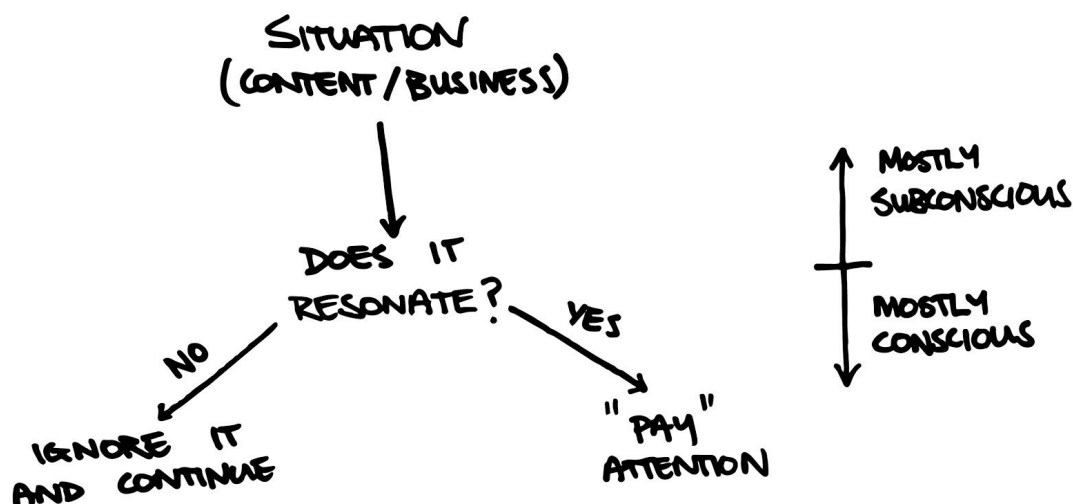 SITUATION
(CONTENT / BUSINESS)
MOSTLY
SUBCONSCIOUS
DOES IT
RESONATE?
MOSTLY
CONSCIOUS
NO
YES
IGNORE IT
AND CONTINUE
"PAY"
ATTENTION